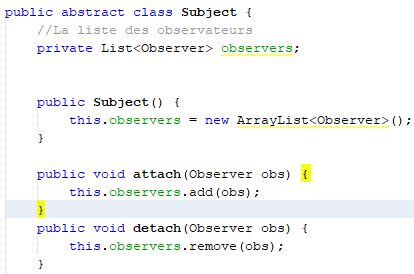 public abstract class Subject {
//La liste des observateurs
private List<Observer> observers;
public Subject() {
this.observers = new ArrayList<Observer>();
}
public void attach(Observer obs) {
this.observers.add(obs);
}
public void detach(Observer obs) {
this.observers.remove(obs);
}